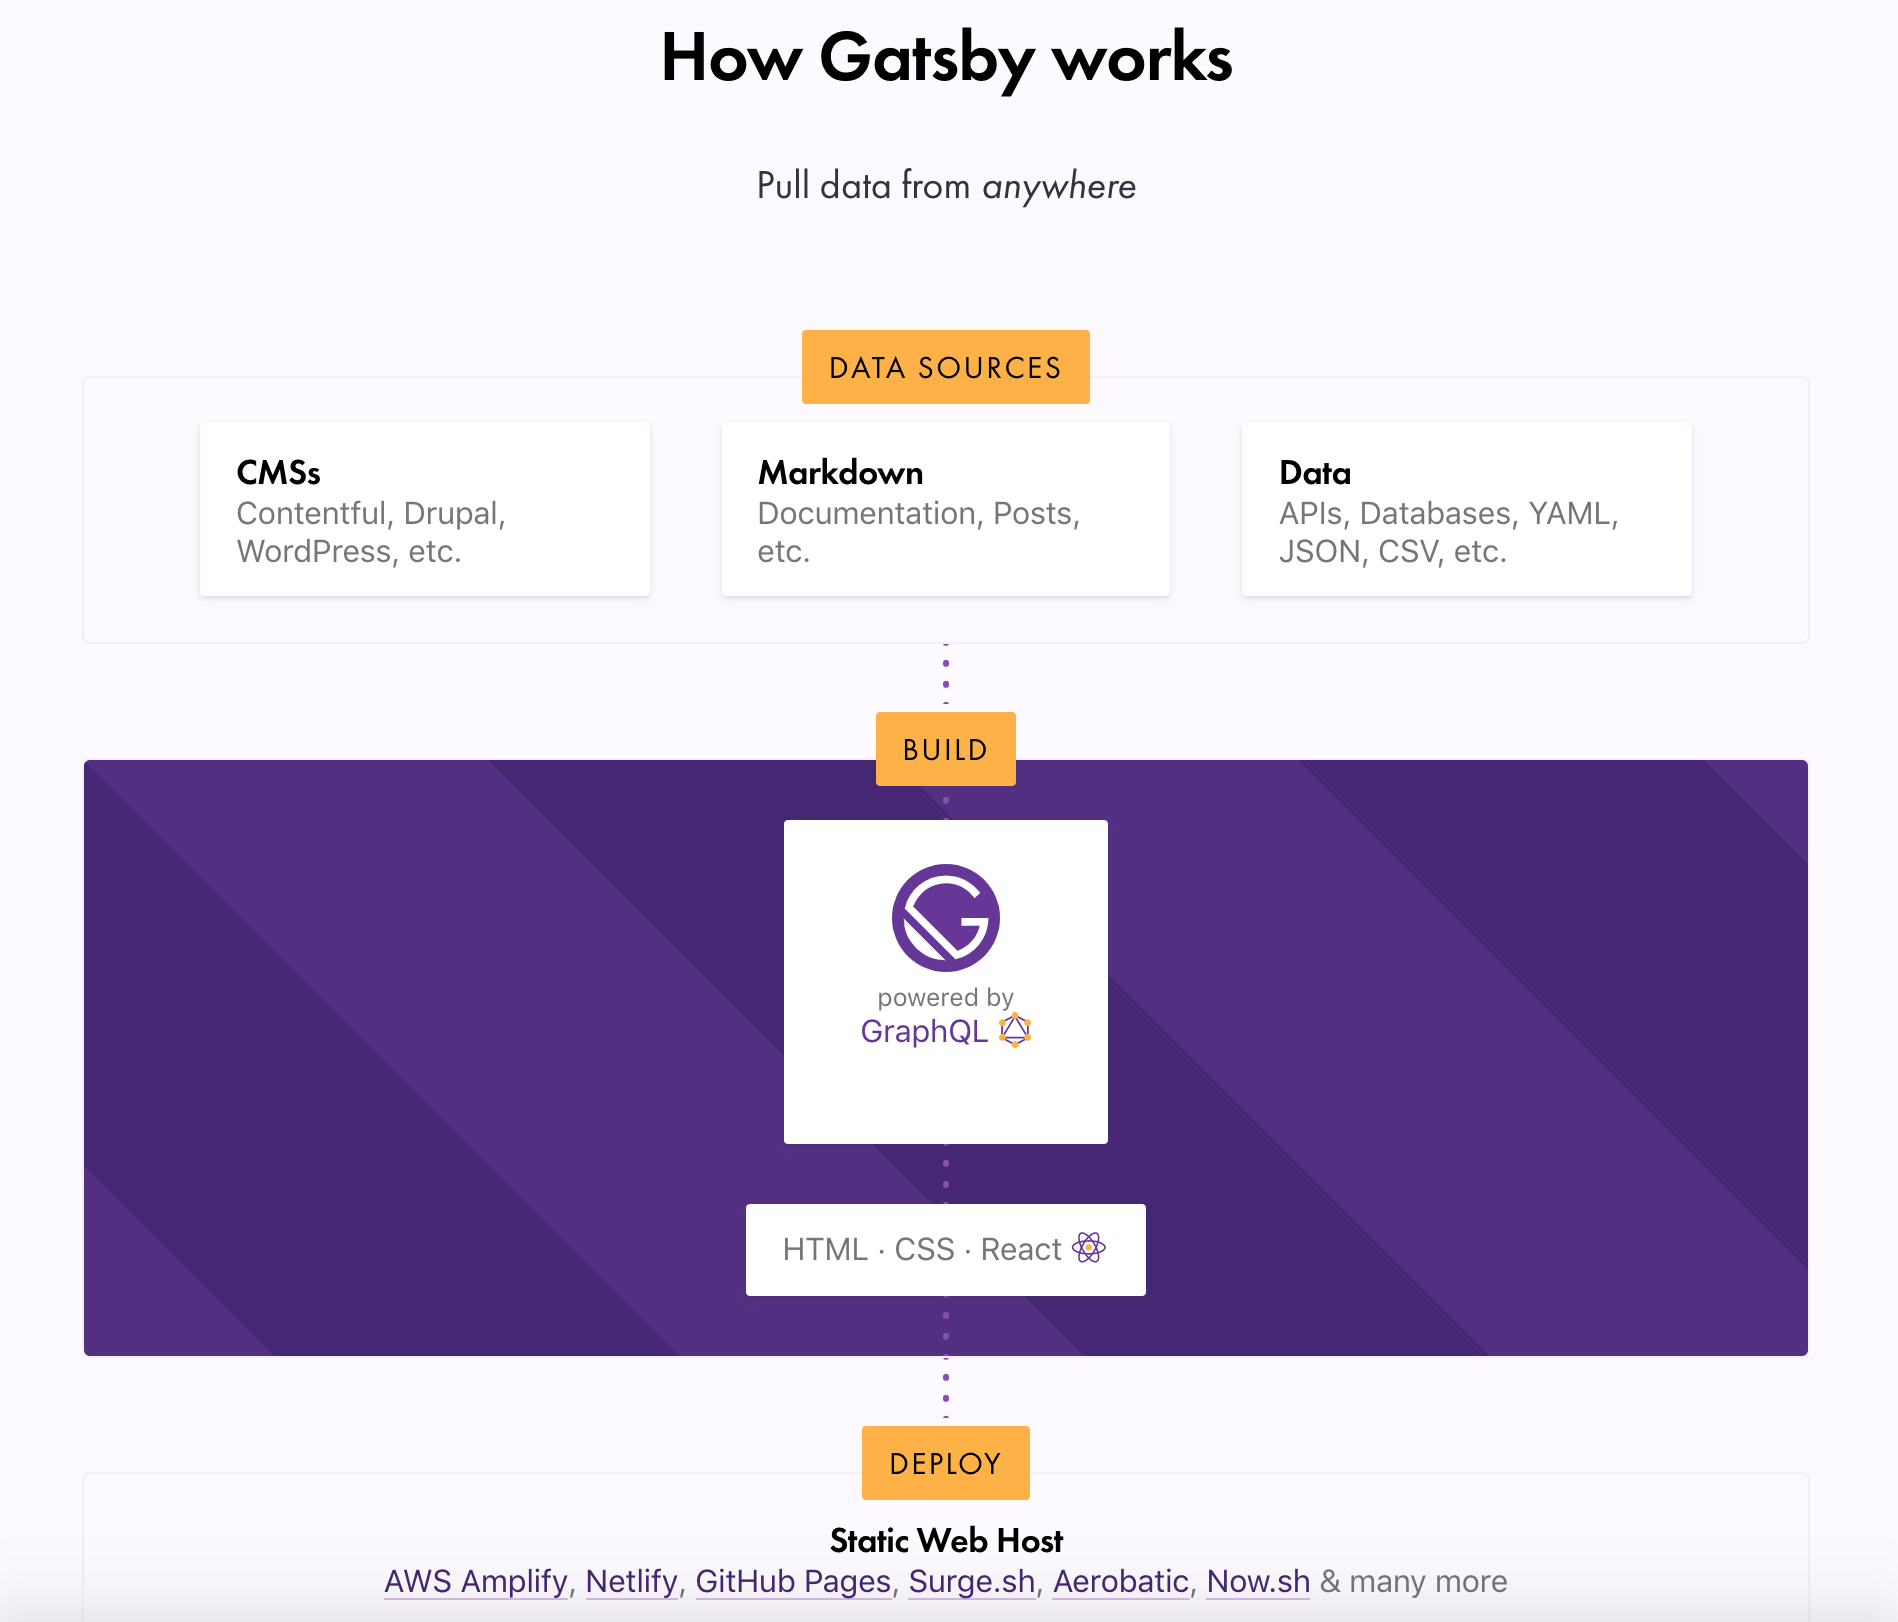 How Gatsby works
Pull data from anywhere
DATA SOURCES
CMSs
Contentful, Drupal,
WordPress, etc.
Markdown
Documentation, Posts,
etc.
Data
APIs, Databases, YAML,
JSON, CSV, etc.
BUILD
powered by
GraphQL
HTML · CSS · React
DEPLOY
Static Web Host
AWS Amplify, Netlify, GitHub Pages, Surge.sh, Aerobatic, Now.sh & many more